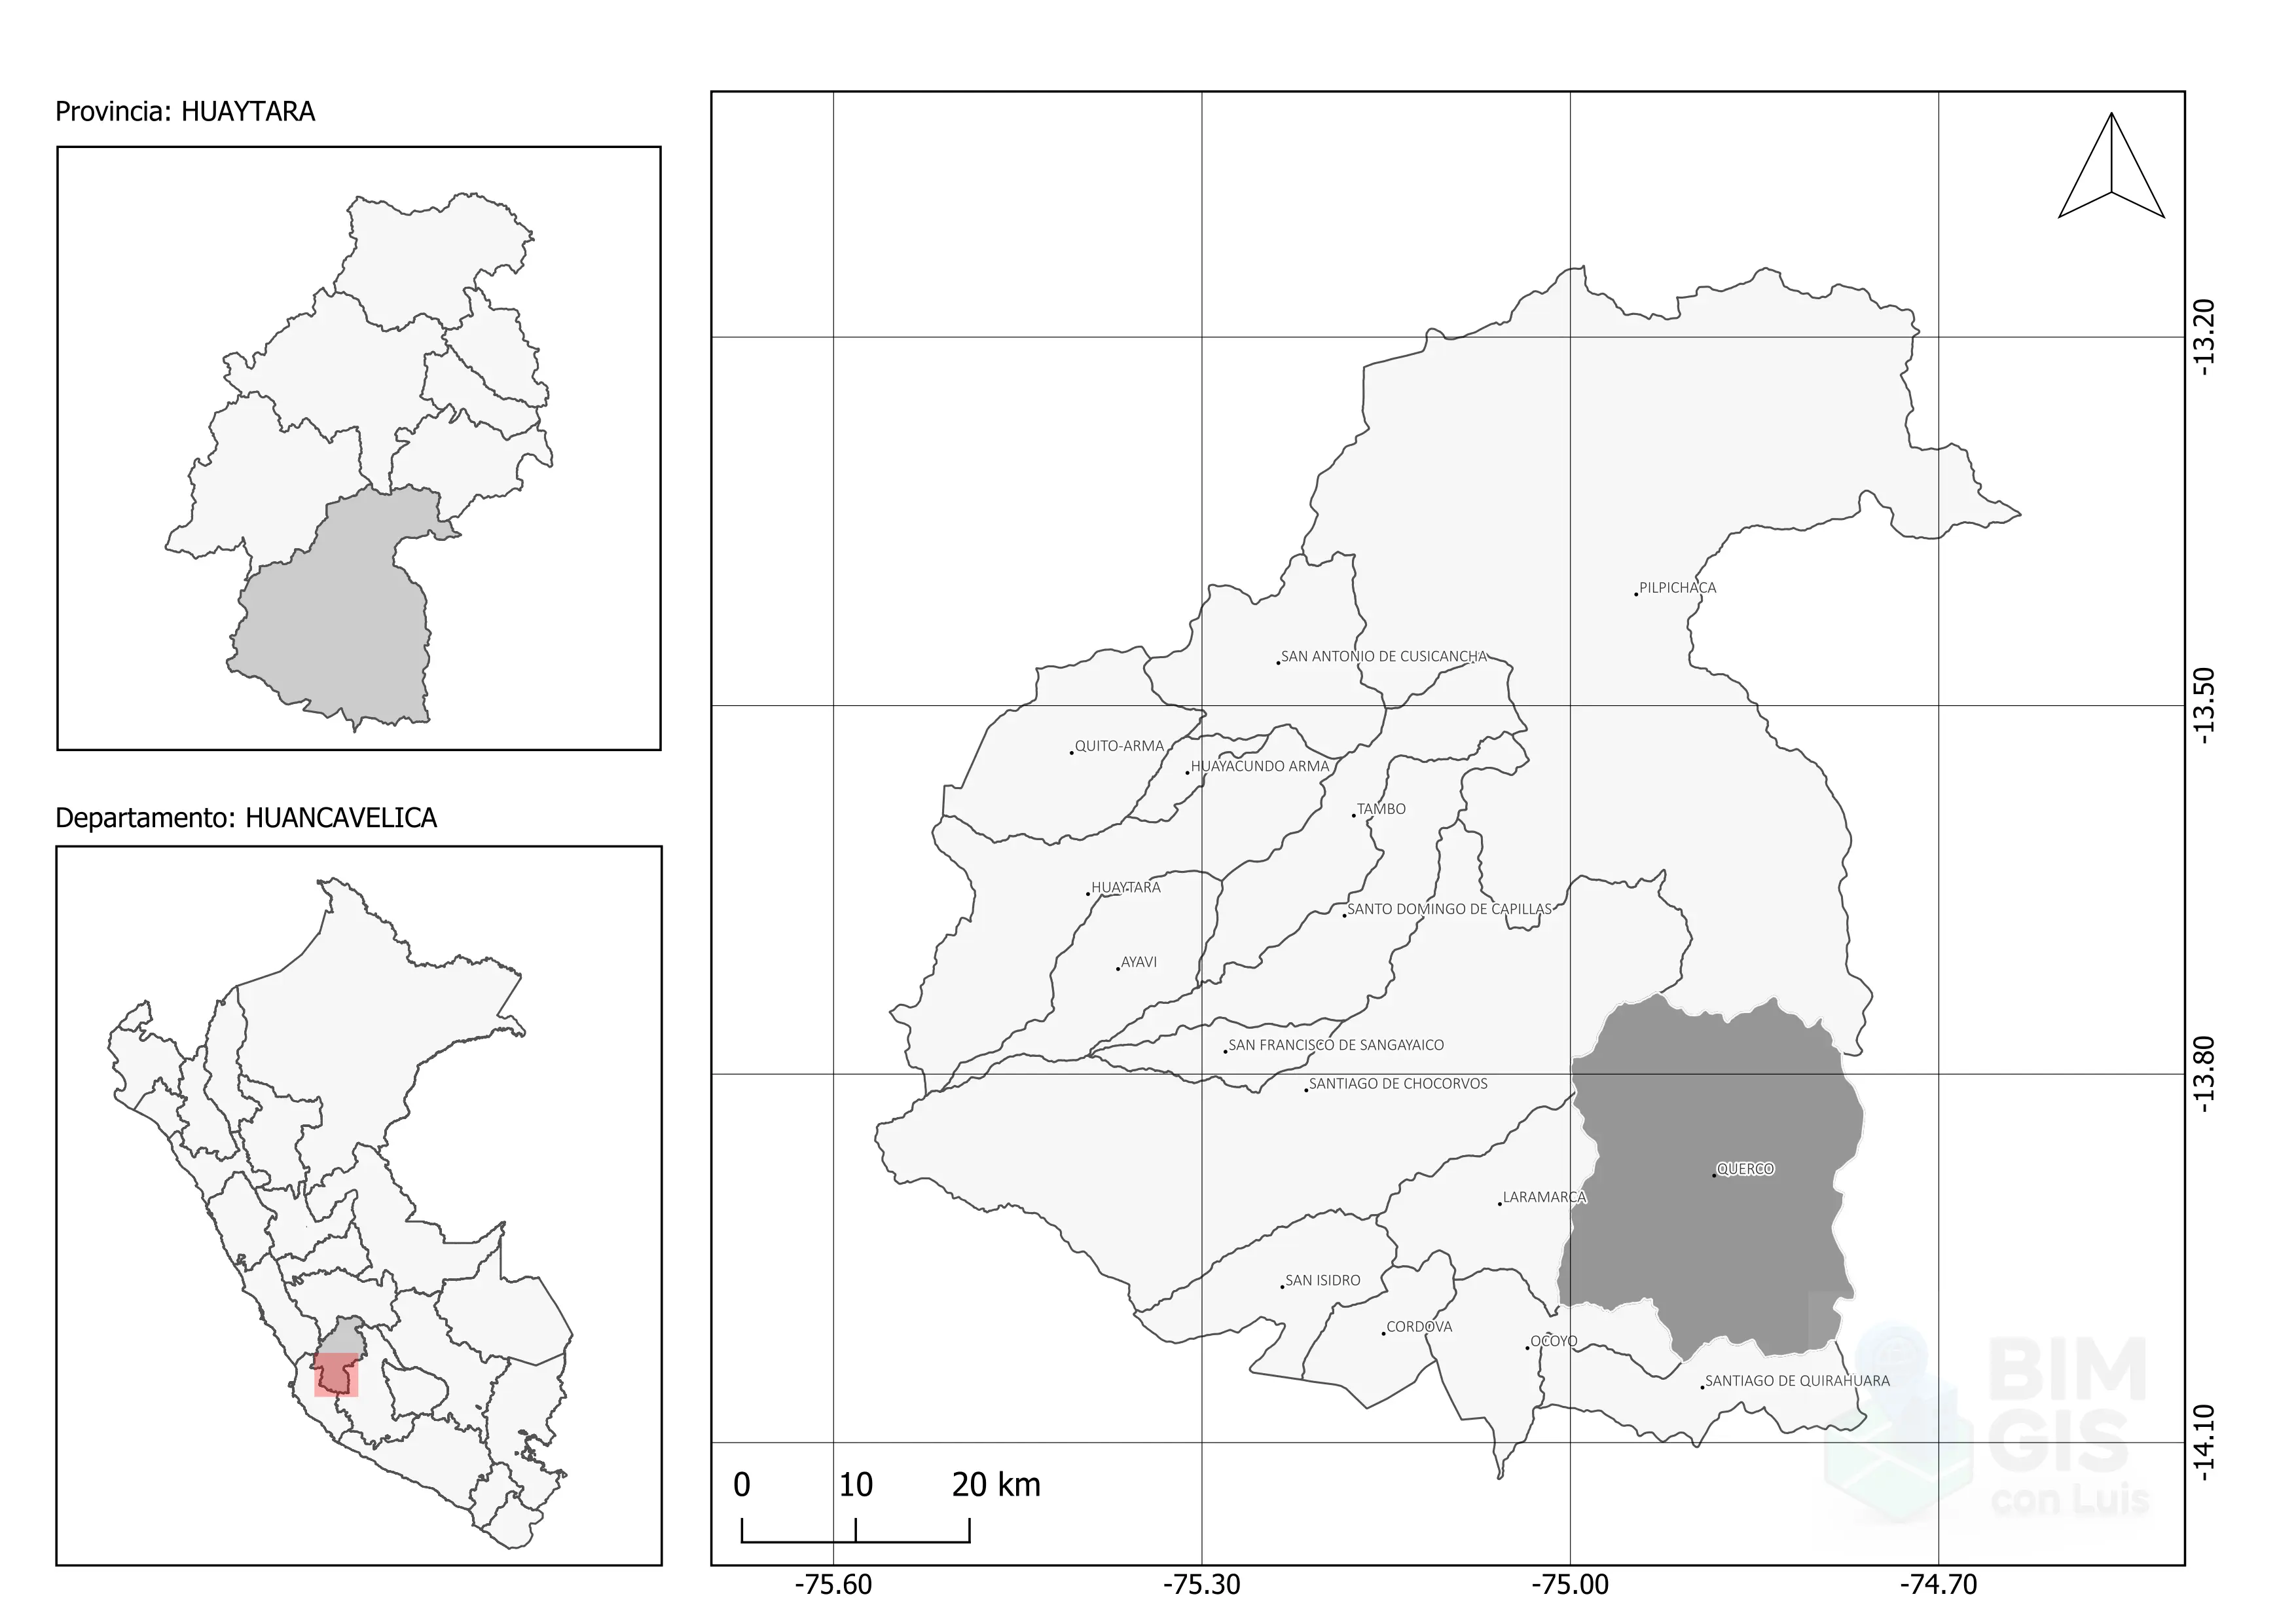 Provincia: HUAYTARA
Departamento: HUANCAVELICA
PILPICHACA
SAN ANTONIO DE CUSICANCHA
QUITO-ARMA
HUAYACUNDO ARMA
TAMBO
HUAYTARA
SANTO DOMINGO DE CAPILLAS
AYAVI
SAN FRANCISCO DE SANGAYAICO
SANTIAGO DE CHOCORVOS
QUERCO
LARAMARCA
SAN ISIDRO
CORDOVA
OCOYO
SANTIAGO DE QUIRAHUARA
-13.20
-13.50
-13.80
-14.10
0 10 20 km
-75.60 -75.30 -75.00 -74.70
BIM
GIS
con Luis